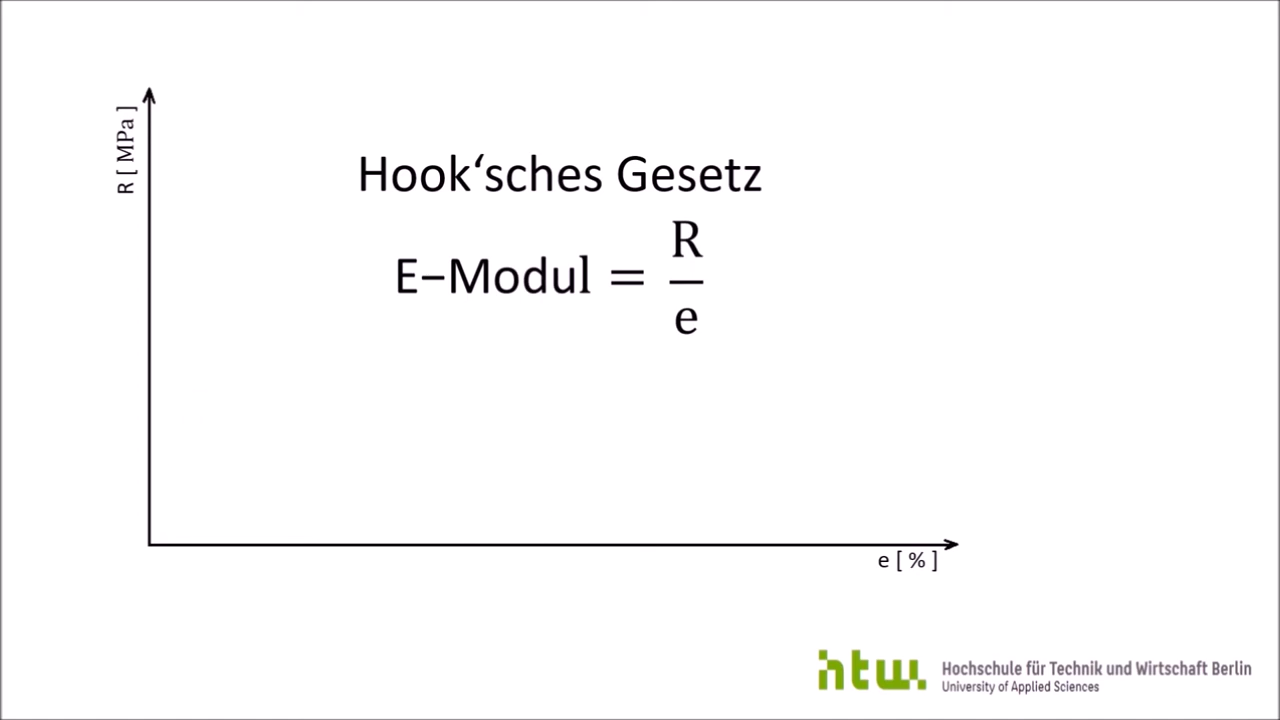 R [ MPa ]
Hook‘sches Gesetz
E–Modul = R/e
e [ % ]
htw.
Hochschule für Technik und Wirtschaft Berlin
University of Applied Sciences